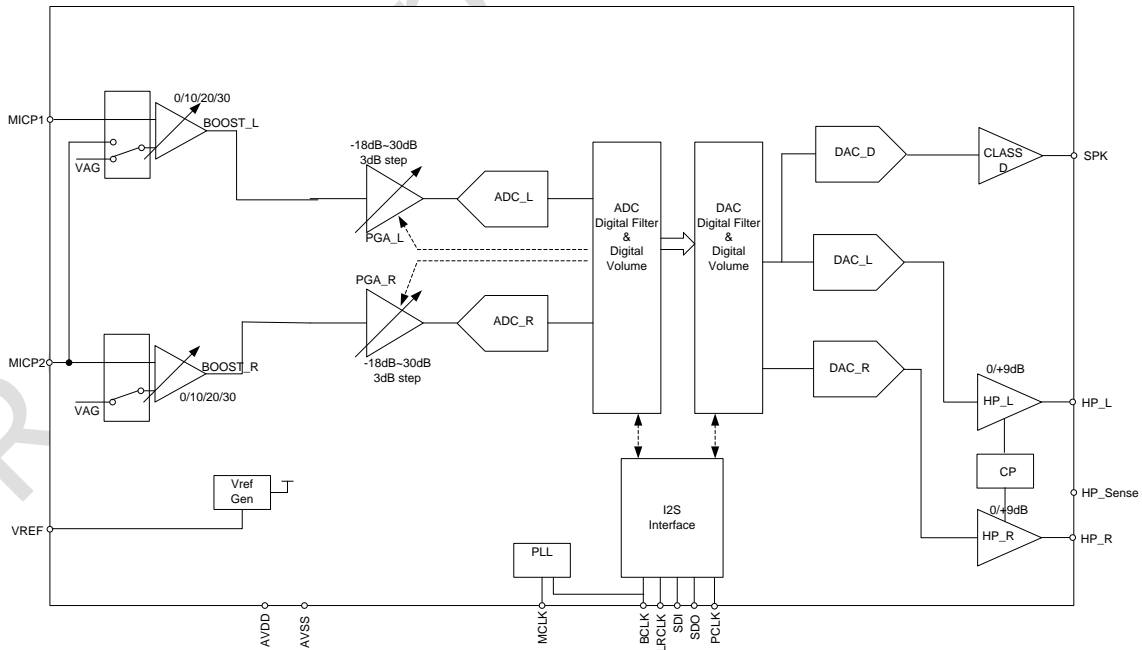 MICP1
0/10/20/30
BOOST_L
VAG
-18dB~30dB
3dB step
PGA_L
ADC_L
ADC
Digital Filter
&
Digital
Volume
DAC
Digital Filter
&
Digital
Volume
DAC_D
CLASS
D
SPK
DAC_L
PGA_R
ADC_R
-18dB~30dB
3dB step
MICP2
BOOST_R
0/10/20/30
VAG
DAC_R
0/+9dB
HP_L
HP_L
CP
HP_Sense
0/+9dB
HP_R
HP_R
Vref
Gen
VREF
I2S
Interface
PLL
AVDD
AVSS
MCLK
BCLK
LRCLK
SDI
SDO
PCLK
R